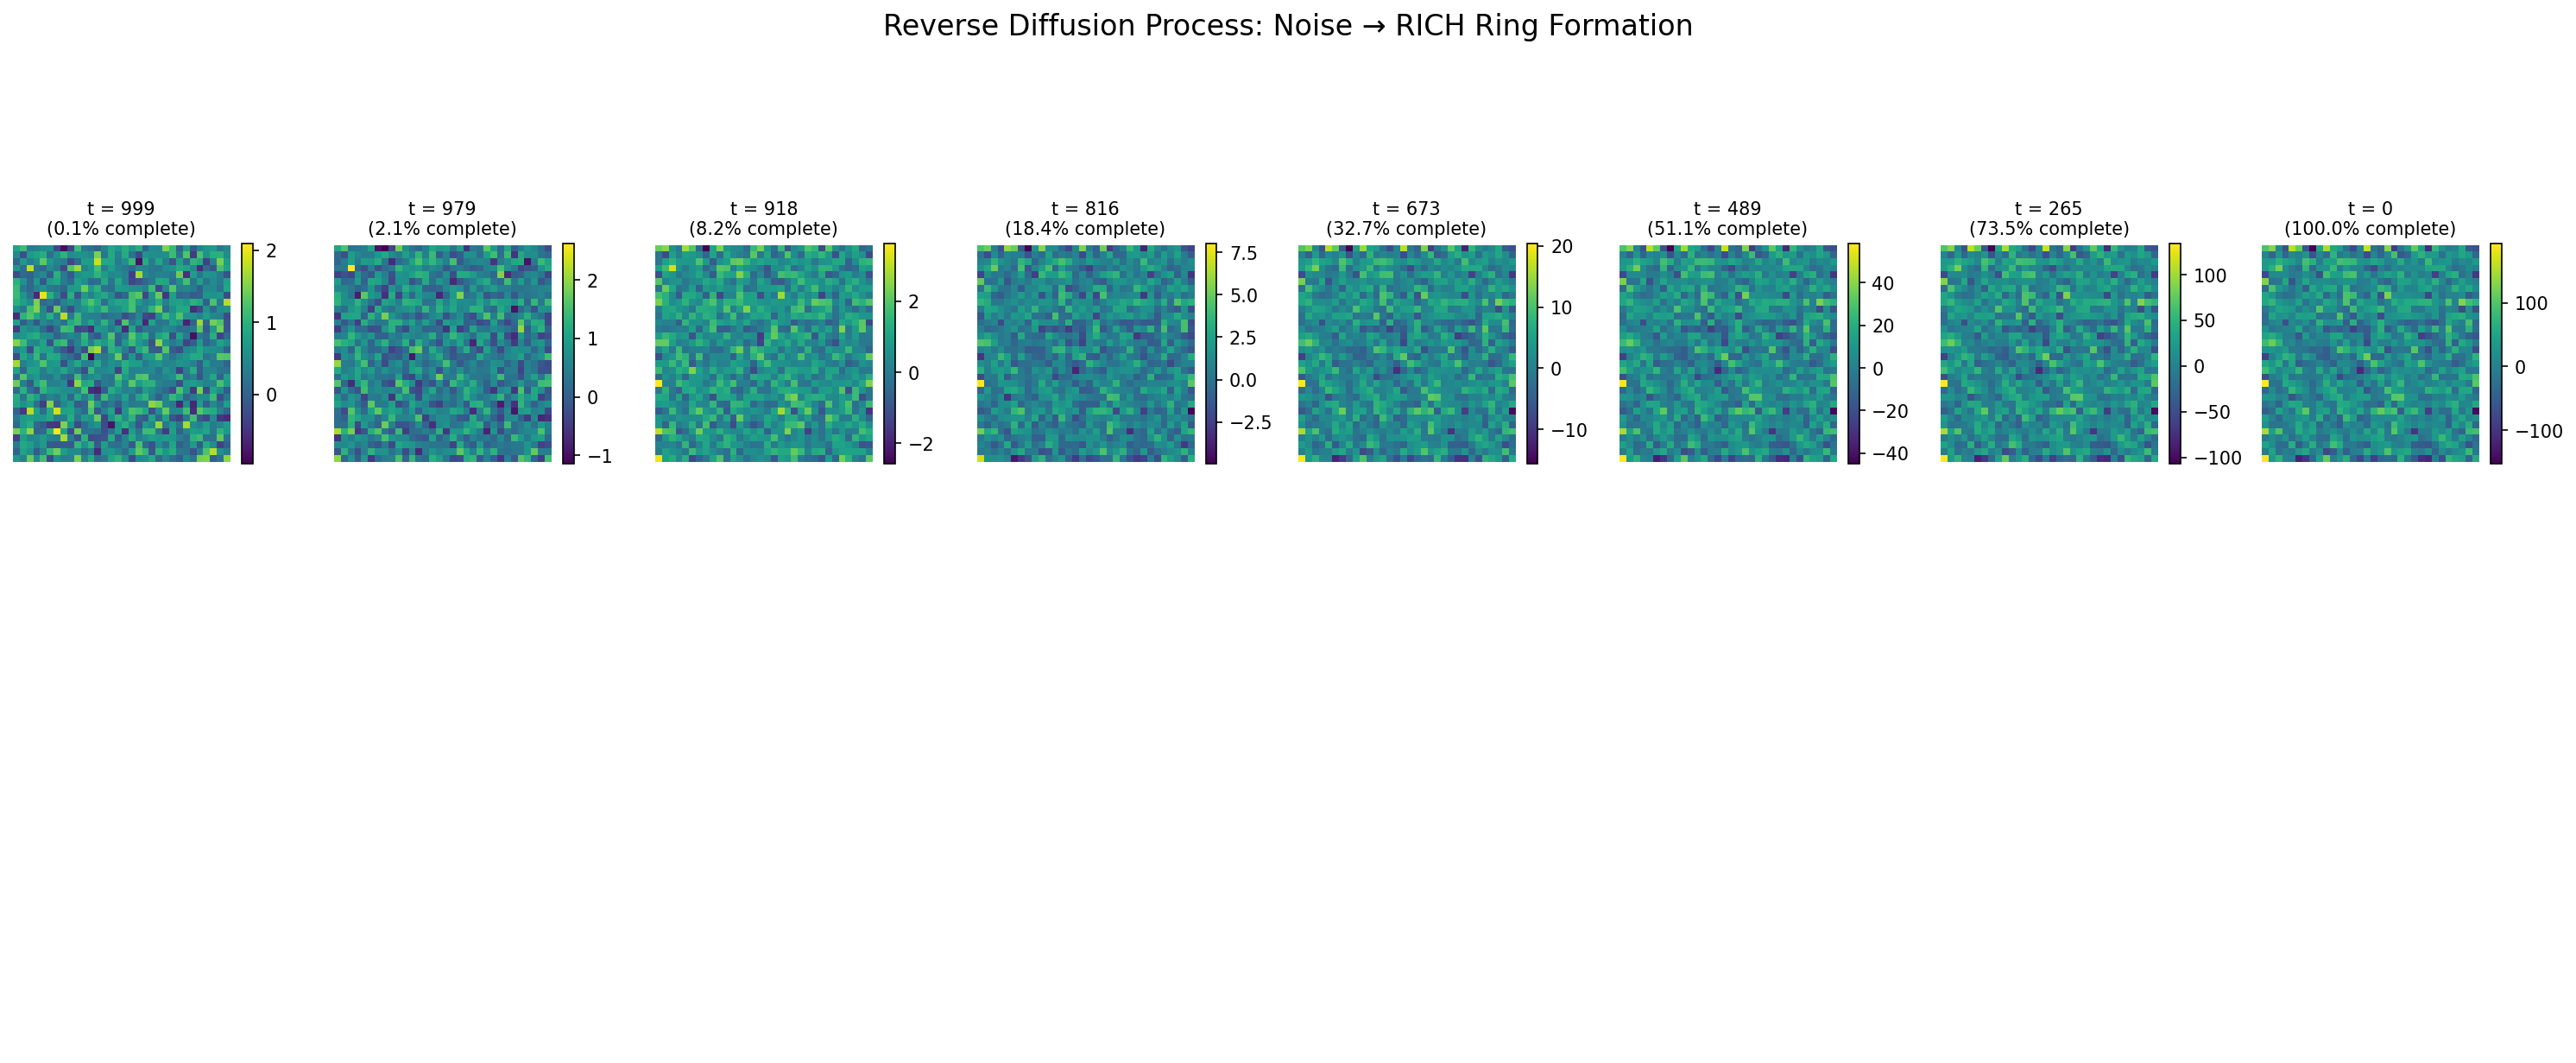 Reverse Diffusion Process: Noise → RICH Ring Formation
t = 999
(0.1% complete)
2
1
0
t = 979
(2.1% complete)
2
1
0
−1
t = 918
(8.2% complete)
2
0
−2
t = 816
(18.4% complete)
7.5
5.0
2.5
0.0
−2.5
t = 673
(32.7% complete)
20
10
0
−10
t = 489
(51.1% complete)
40
20
0
−20
−40
t = 265
(73.5% complete)
100
50
0
−50
−100
t = 0
(100.0% complete)
100
0
−100